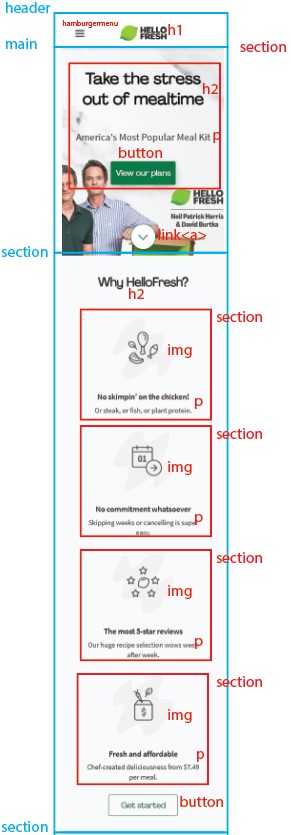 header
hamburgermenu
HELLO
FRESH
h1
main
section
Take the stress
out of mealtime
h2
America's Most Popular Meal Kit
p
button
View our plans
HELLO
FRESH
Neil Patrick Harris
& David Burtka
link<a>
section
Why HelloFresh?
h2
section
img
No skimpin' on the chicken!
p
Or steak, or fish, or plant protein.
section
01
img
No commitment whatsoever
p
Skipping weeks or cancelling is super
easy.
section
img
The most 5-star reviews
p
Our huge recipe selection wows week
after week.
section
$
img
Fresh and affordable
p
Chef-created deliciousness from $7.49
per meal.
Get started
button
section